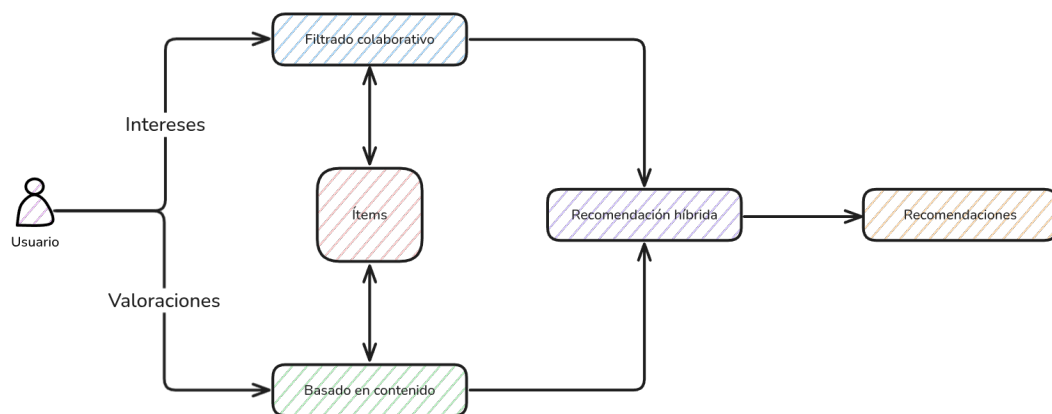 Filtrado colaborativo
Intereses
Ítems
Usuario
Recomendación híbrida
Recomendaciones
Valoraciones
Basado en contenido